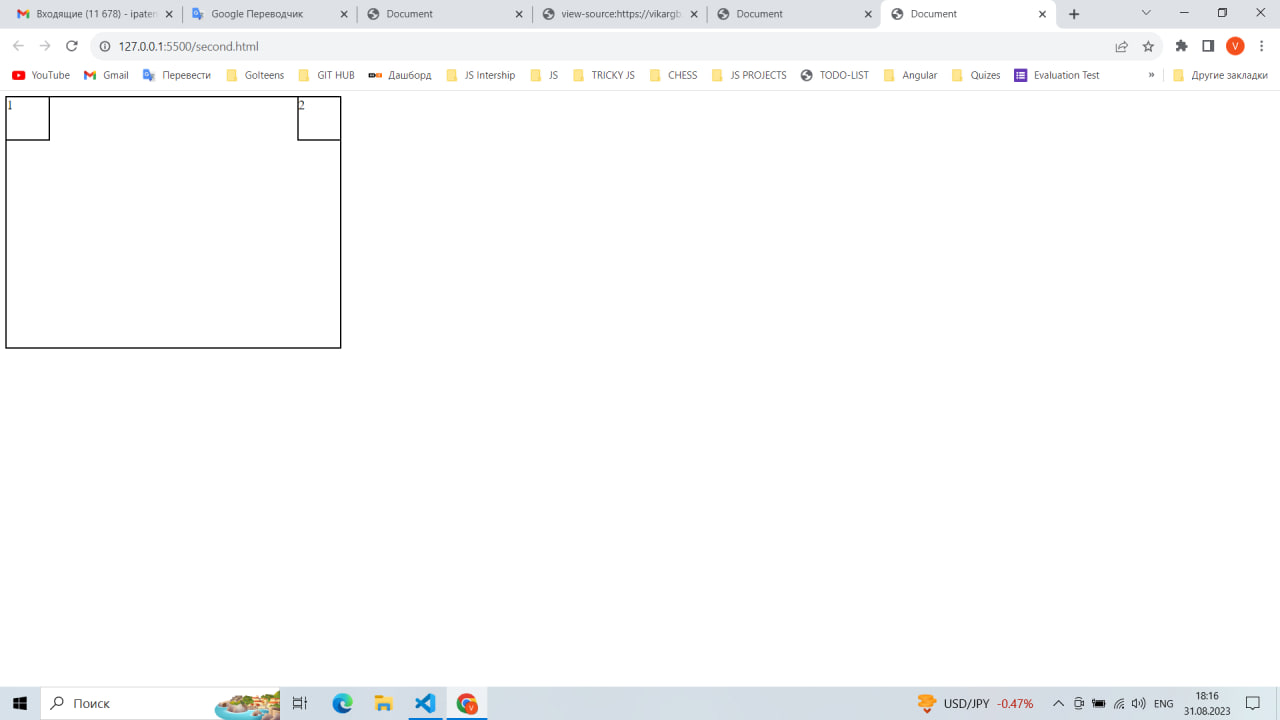 Входящие (11 678) - ipaten
Google Переводчик
Document
view-source:https://vikargb.
Document
Document
127.0.0.1:5500/second.html
V
YouTube
Gmail
Перевести
Golteens
GIT HUB
Дашборд
JS Intership
JS
TRICKY JS
CHESS
JS PROJECTS
TODO-LIST
Angular
Quizes
Evaluation Test
»
Другие закладки
1
2
Поиск
USD/JPY -0.47%
ENG
18:16
31.08.2023